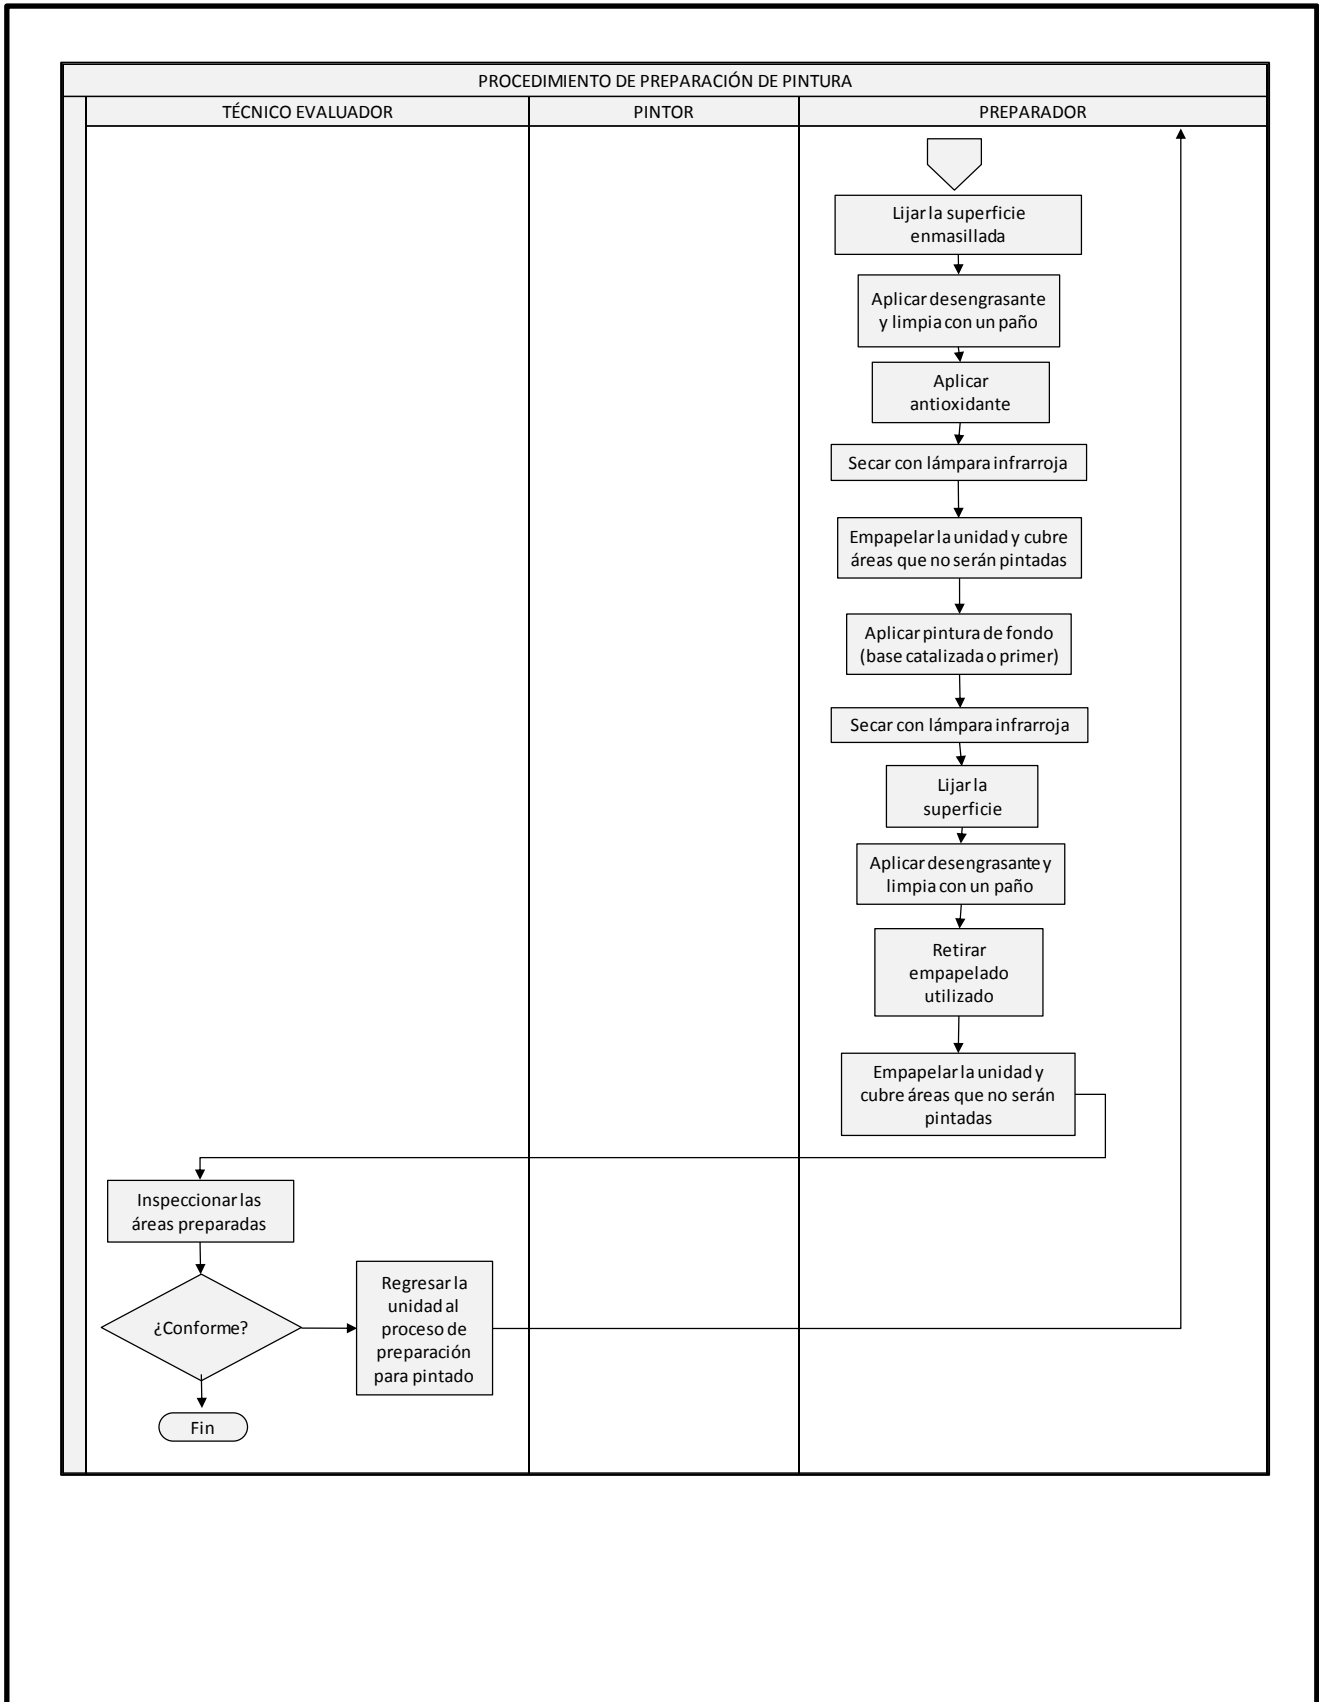 PROCEDIMIENTO DE PREPARACIÓN DE PINTURA
TÉCNICO EVALUADOR
PINTOR
PREPARADOR
Lijar la superficie
enmasillada
Aplicar desengrasante
y limpia con un paño
Aplicar
antioxidante
Secar con lámpara infrarroja
Empapelar la unidad y cubre
áreas que no serán pintadas
Aplicar pintura de fondo
(base catalizada o primer)
Secar con lámpara infrarroja
Lijar la
superficie
Aplicar desengrasante y
limpia con un paño
Retirar
empapelado
utilizado
Empapelar la unidad y
cubre áreas que no serán
pintadas
Inspeccionar las
áreas preparadas
¿Conforme?
Regresar la
unidad al
proceso de
preparación
para pintado
Fin